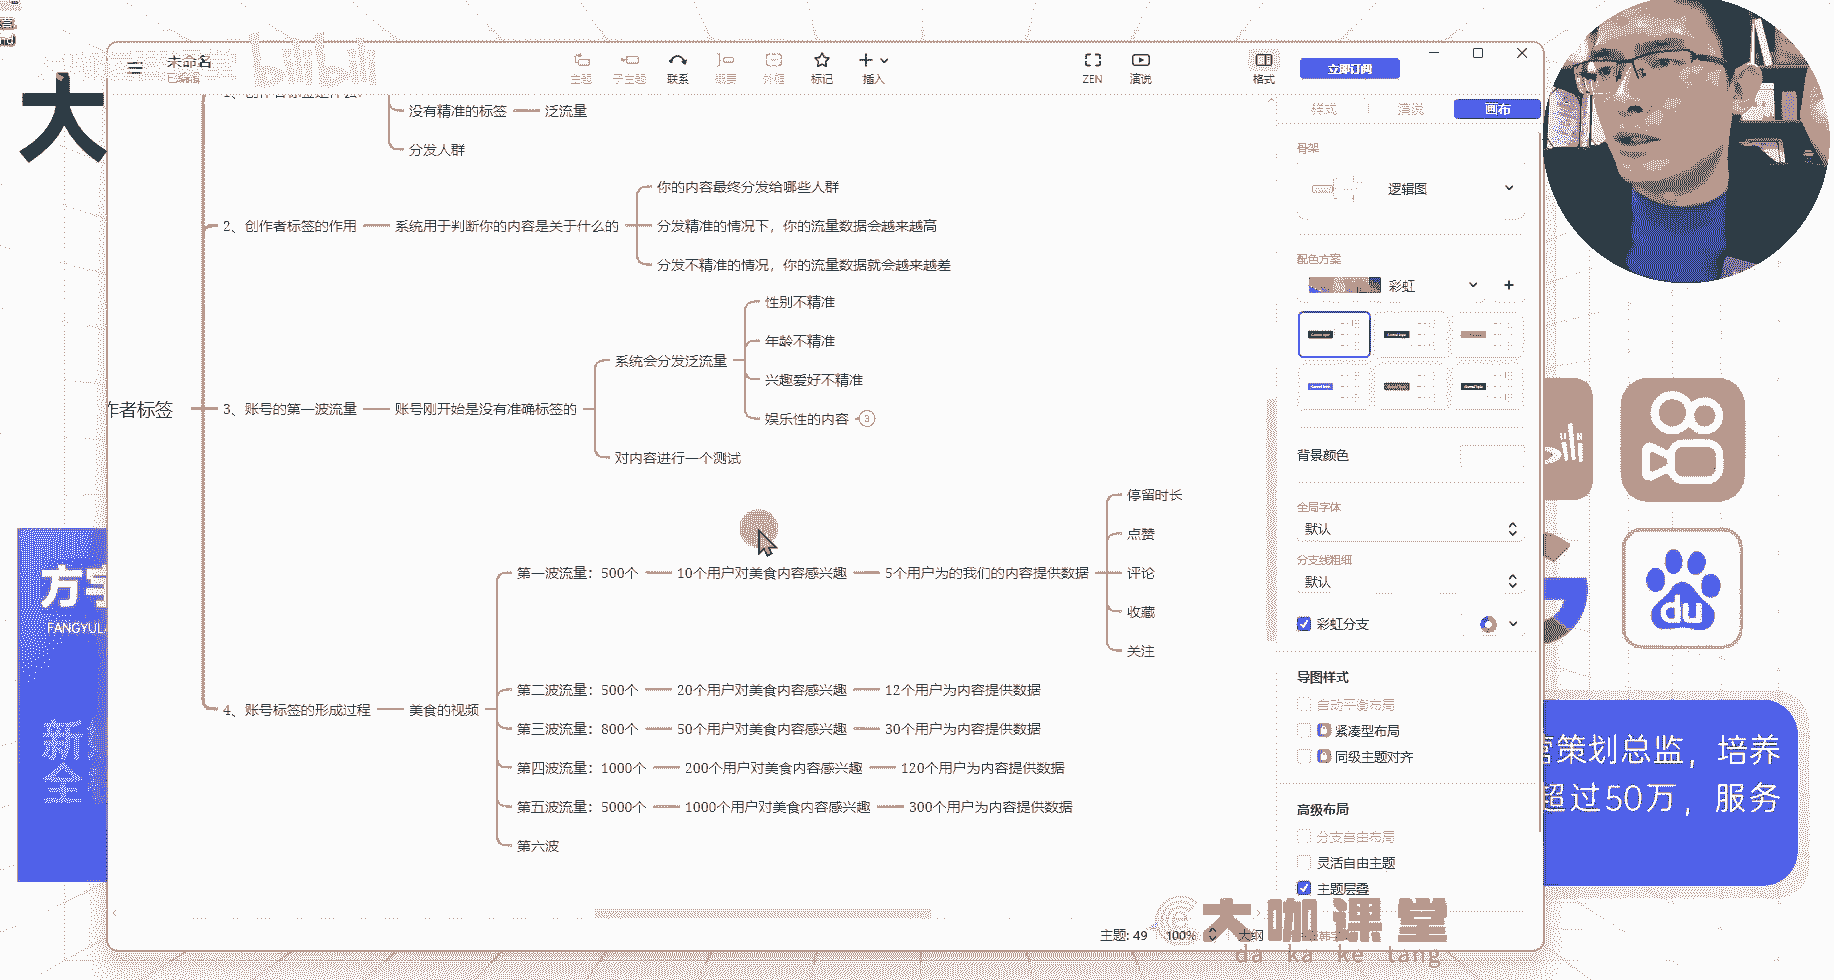 未命名
已编辑
bilibili
主题
子主题
联系
概要
外框
标记
插入
ZEN
演说
格式
立即订阅
大
样式
演说
画布
没有精准的标签
泛流量
分发人群
2、创作者标签的作用
系统用于判断你的内容是关于什么的
你的内容最终分发给哪些人群
分发精准的情况下，你的流量数据会越来越高
分发不精准的情况，你的流量数据就会越来越差
作者标签
3、账号的第一波流量
账号刚开始是没有准确标签的
系统会分发泛流量
性别不精准
年龄不精准
兴趣爱好不精准
娱乐性的内容
3
对内容进行一个测试
4、账号标签的形成过程
美食的视频
第一波流量：500个
10个用户对美食内容感兴趣
5个用户为的我们的内容提供数据
停留时长
点赞
评论
收藏
关注
第二波流量：500个
20个用户对美食内容感兴趣
12个用户为内容提供数据
第三波流量：800个
50个用户对美食内容感兴趣
30个用户为内容提供数据
第四波流量：1000个
200个用户对美食内容感兴趣
120个用户为内容提供数据
第五波流量：5000个
1000个用户对美食内容感兴趣
300个用户为内容提供数据
第六波
骨架
逻辑图
配色方案
彩虹
背景颜色
全局字体
默认
分支线粗细
默认
彩虹分支
导图样式
自动平衡布局
紧凑型布局
同级主题对齐
高级布局
分支自由布局
灵活自由主题
主题层叠
主题: 49
100%
大纲
大咖课堂
da ka ke tang
FANGYU
新
全
du
营策划总监，培养
超过50万，服务